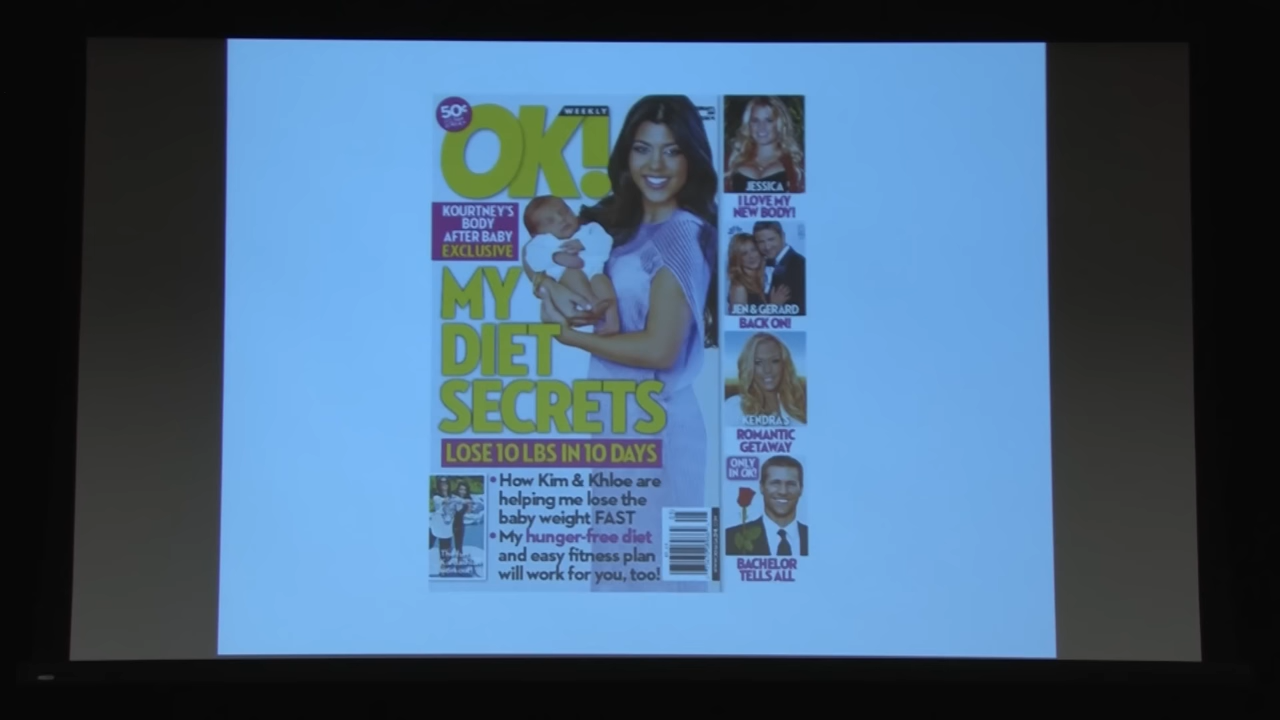 50¢
WEEKLY
OK!
KOURTNEY'S
BODY
AFTER BABY
EXCLUSIVE
MY
DIET
SECRETS
LOSE 10 LBS IN 10 DAYS
• How Kim & Khloe are
helping me lose the
baby weight FAST
• My hunger-free diet
and easy fitness plan
will work for you, too!
JESSICA
I LOVE MY
NEW BODY!
JEN & GERARD
BACK ON!
KENDRA'S
ROMANTIC
GETAWAY
ONLY
IN OK!
BACHELOR
TELLS ALL